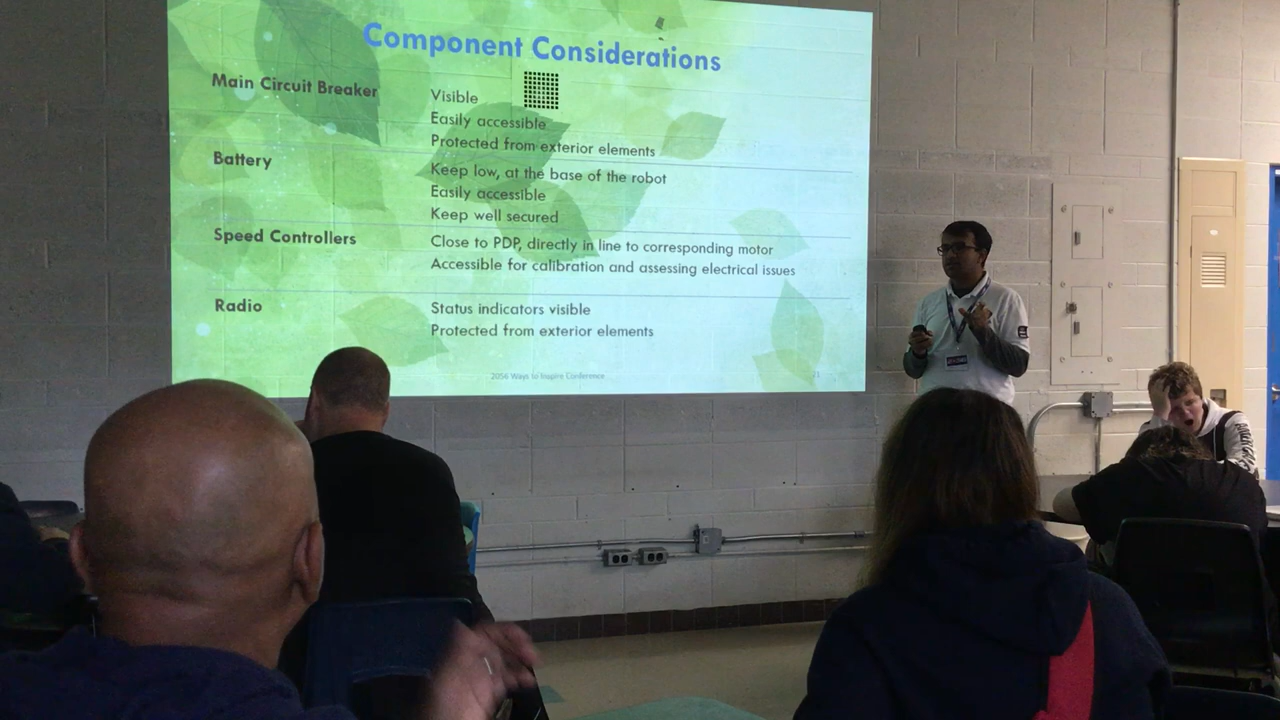 Component Considerations
Main Circuit Breaker
Visible
Easily accessible
Protected from exterior elements
Battery
Keep low, at the base of the robot
Easily accessible
Keep well secured
Speed Controllers
Close to PDP, directly in line to corresponding motor
Accessible for calibration and assessing electrical issues
Radio
Status indicators visible
Protected from exterior elements
2056 Ways to Inspire Conference
21